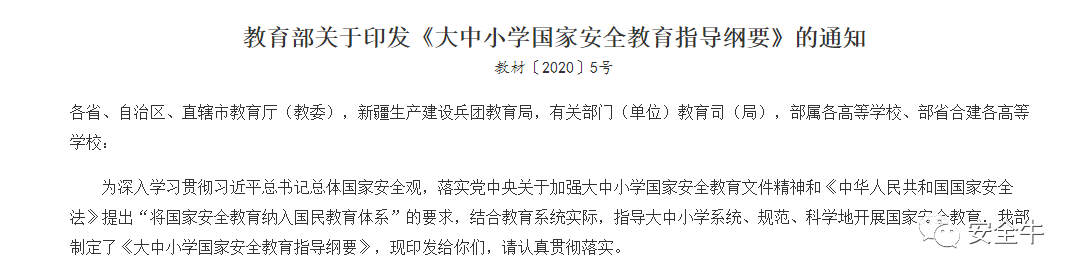 教育部关于印发《大中小学国家安全教育指导纲要》的通知
教材〔2020〕5号
各省、自治区、直辖市教育厅（教委），新疆生产建设兵团教育局，有关部门（单位）教育司（局），部属各高等学校、部省合建各高等
学校：
为深入学习贯彻习近平总书记总体国家安全观，落实党中央关于加强大中小学国家安全教育文件精神和《中华人民共和国国家安全
法》提出“将国家安全教育纳入国民教育体系”的要求，结合教育系统实际，指导大中小学系统、规范、科学地开展国家安全教育，我部
制定了《大中小学国家安全教育指导纲要》，现印发给你们，请认真贯彻落实。
安全牛